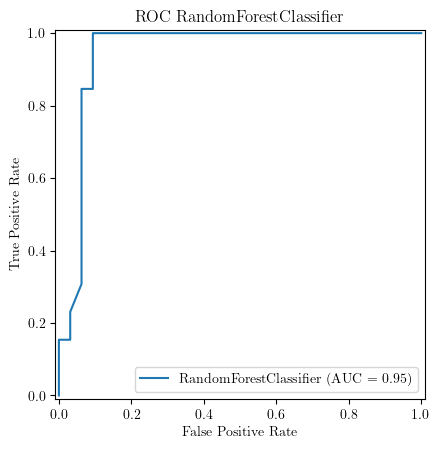 ROC RandomForestClassifier
1.0
0.8
0.6
0.4
0.2
0.0
True Positive Rate
RandomForestClassifier (AUC = 0.95)
0.0 0.2 0.4 0.6 0.8 1.0
False Positive Rate